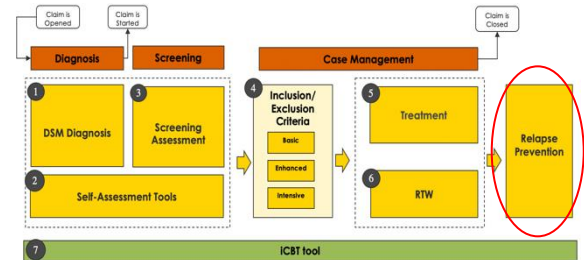 Claim is
Opened
Claim is
Started
Claim is
Closed
Diagnosis
Screening
Case Management
1
DSM Diagnosis
3
Screening
Assessment
2
Self-Assessment Tools
4
Inclusion/
Exclusion
Criteria
Basic
Enhanced
Intensive
5
Treatment
6
RTW
Relapse
Prevention
7
iCBT tool